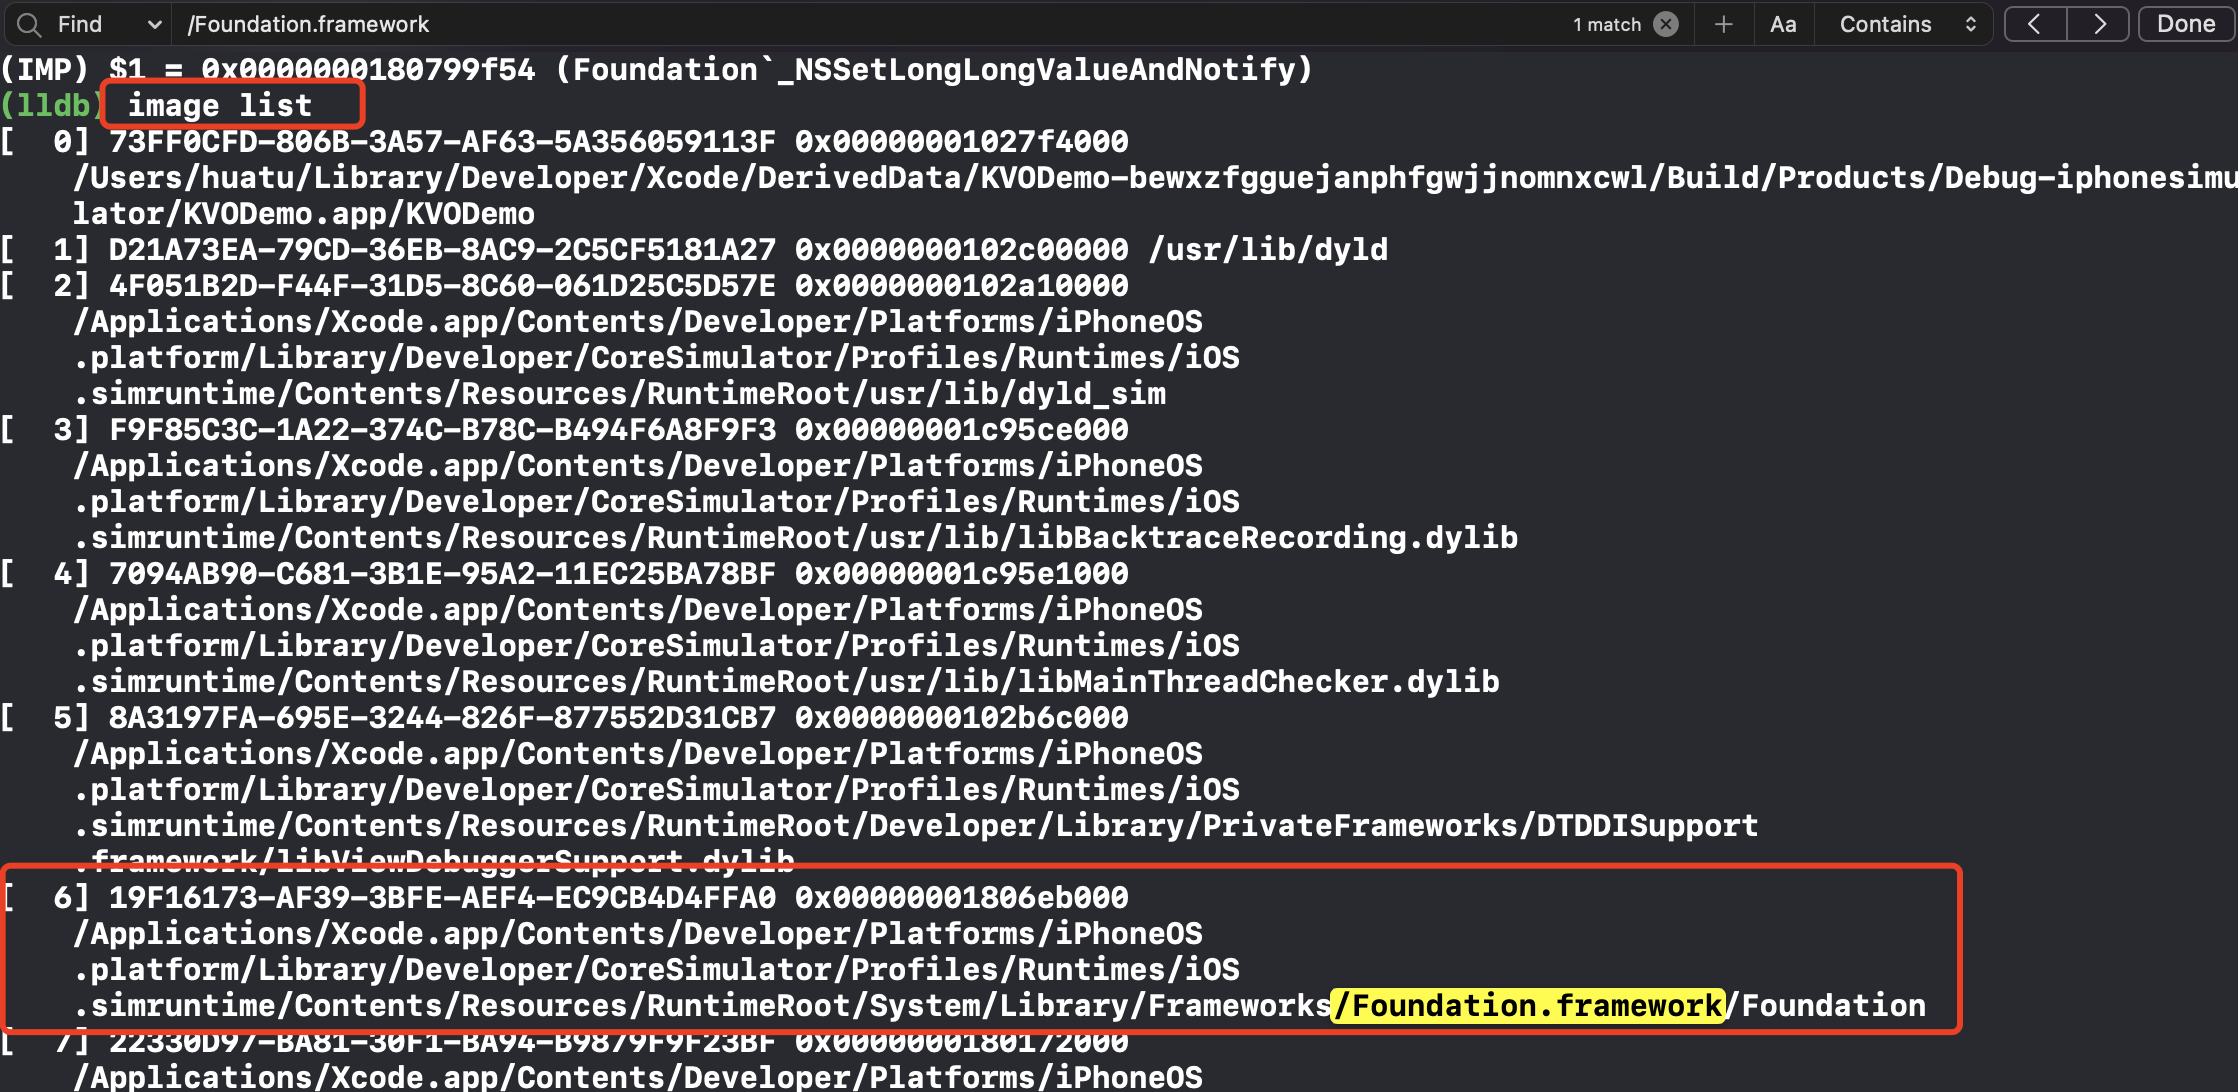 Find /Foundation.framework 1 match Aa Contains Done
(IMP) $1 = 0x0000000180799f54 (Foundation`_NSSetLongLongValueAndNotify)
(lldb) image list
[  0] 73FF0CFD-806B-3A57-AF63-5A356059113F 0x00000001027f4000
/Users/huatu/Library/Developer/Xcode/DerivedData/KVODemo-bewxzfgguejanphfgwjjnomnxcwl/Build/Products/Debug-iphonesimu
lator/KVODemo.app/KVODemo
[  1] D21A73EA-79CD-36EB-8AC9-2C5CF5181A27 0x0000000102c00000 /usr/lib/dyld
[  2] 4F051B2D-F44F-31D5-8C60-061D25C5D57E 0x0000000102a10000
/Applications/Xcode.app/Contents/Developer/Platforms/iPhoneOS
.platform/Library/Developer/CoreSimulator/Profiles/Runtimes/iOS
.simruntime/Contents/Resources/RuntimeRoot/usr/lib/dyld_sim
[  3] F9F85C3C-1A22-374C-B78C-B494F6A8F9F3 0x00000001c95ce000
/Applications/Xcode.app/Contents/Developer/Platforms/iPhoneOS
.platform/Library/Developer/CoreSimulator/Profiles/Runtimes/iOS
.simruntime/Contents/Resources/RuntimeRoot/usr/lib/libBacktraceRecording.dylib
[  4] 7094AB90-C681-3B1E-95A2-11EC25BA78BF 0x00000001c95e1000
/Applications/Xcode.app/Contents/Developer/Platforms/iPhoneOS
.platform/Library/Developer/CoreSimulator/Profiles/Runtimes/iOS
.simruntime/Contents/Resources/RuntimeRoot/usr/lib/libMainThreadChecker.dylib
[  5] 8A3197FA-695E-3244-826F-877552D31CB7 0x0000000102b6c000
/Applications/Xcode.app/Contents/Developer/Platforms/iPhoneOS
.platform/Library/Developer/CoreSimulator/Profiles/Runtimes/iOS
.simruntime/Contents/Resources/RuntimeRoot/Developer/Library/PrivateFrameworks/DTDDISupport
.framework/libViewDebuggerSupport.dylib
[  6] 19F16173-AF39-3BFE-AEF4-EC9CB4D4FFA0 0x00000001806eb000
/Applications/Xcode.app/Contents/Developer/Platforms/iPhoneOS
.platform/Library/Developer/CoreSimulator/Profiles/Runtimes/iOS
.simruntime/Contents/Resources/RuntimeRoot/System/Library/Frameworks/Foundation.framework/Foundation
[  7] 22330D97-BA81-30F1-BA94-B9879F9F23BF 0x0000000180172000
/Applications/Xcode.app/Contents/Developer/Platforms/iPhoneOS